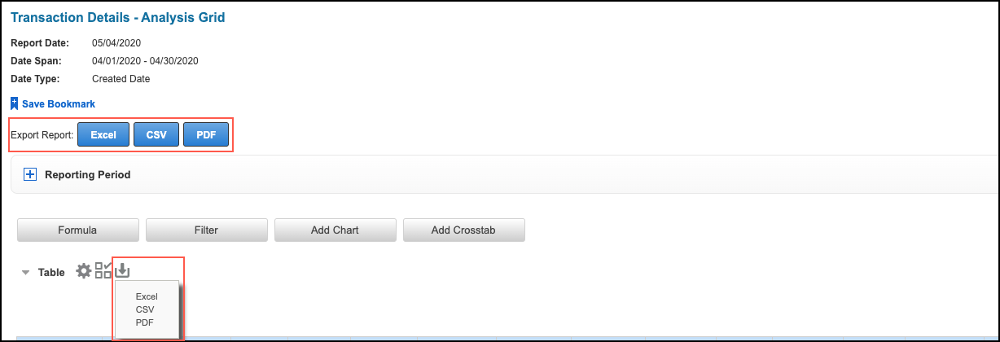 Transaction Details - Analysis Grid
Report Date: 05/04/2020
Date Span: 04/01/2020 - 04/30/2020
Date Type: Created Date
Save Bookmark
Export Report: Excel CSV PDF
Reporting Period
Formula Filter Add Chart Add Crosstab
Table
Excel
CSV
PDF